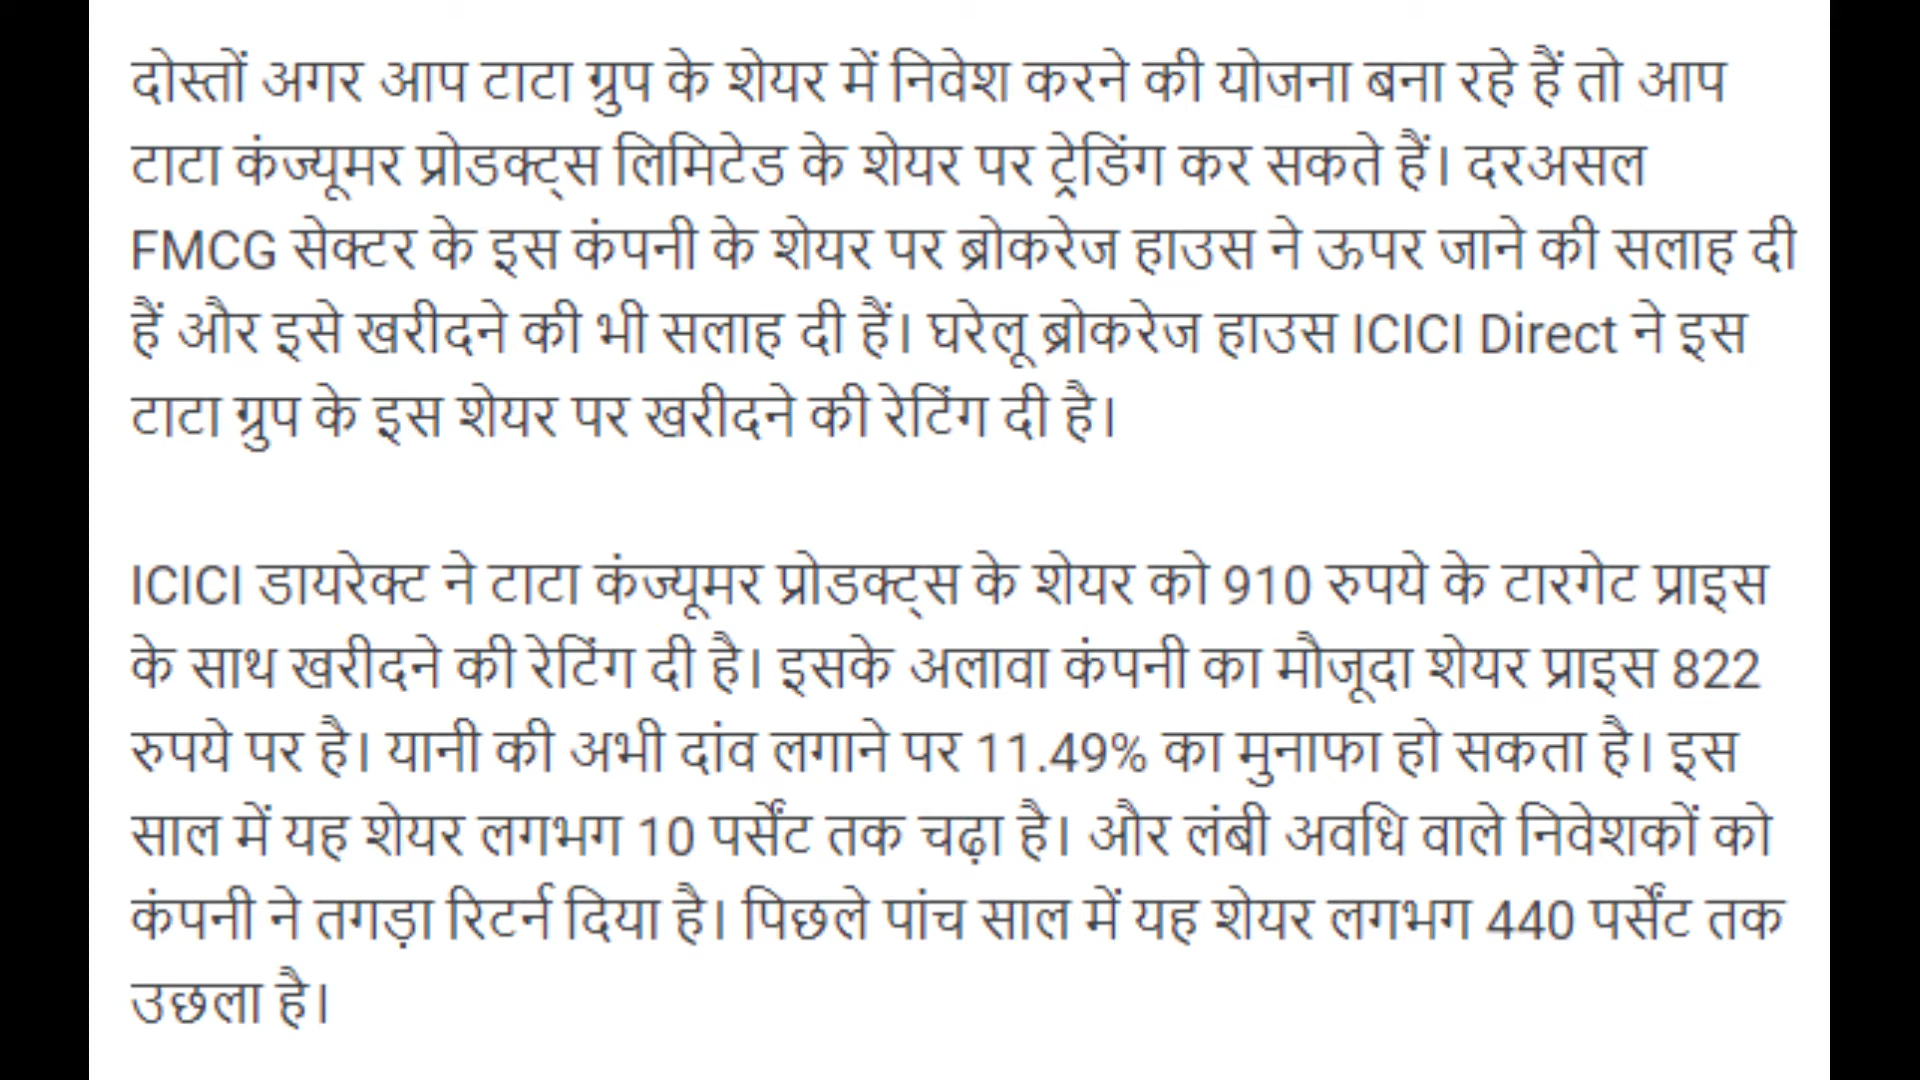 दोस्तों अगर आप टाटा ग्रुप के शेयर में निवेश करने की योजना बना रहे हैं तो आप
टाटा कंज्यूमर प्रोडक्ट्स लिमिटेड के शेयर पर ट्रेडिंग कर सकते हैं। दरअसल
FMCG सेक्टर के इस कंपनी के शेयर पर ब्रोकरेज हाउस ने ऊपर जाने की सलाह दी
हैं और इसे खरीदने की भी सलाह दी हैं। घरेलू ब्रोकरेज हाउस ICICI Direct ने इस
टाटा ग्रुप के इस शेयर पर खरीदने की रेटिंग दी है।
ICICI डायरेक्ट ने टाटा कंज्यूमर प्रोडक्ट्स के शेयर को 910 रुपये के टारगेट प्राइस
के साथ खरीदने की रेटिंग दी है। इसके अलावा कंपनी का मौजूदा शेयर प्राइस 822
रुपये पर है। यानी की अभी दांव लगाने पर 11.49% का मुनाफा हो सकता है। इस
साल में यह शेयर लगभग 10 पर्सेंट तक चढ़ा है। और लंबी अवधि वाले निवेशकों को
कंपनी ने तगड़ा रिटर्न दिया है। पिछले पांच साल में यह शेयर लगभग 440 पर्सेंट तक
उछला है।